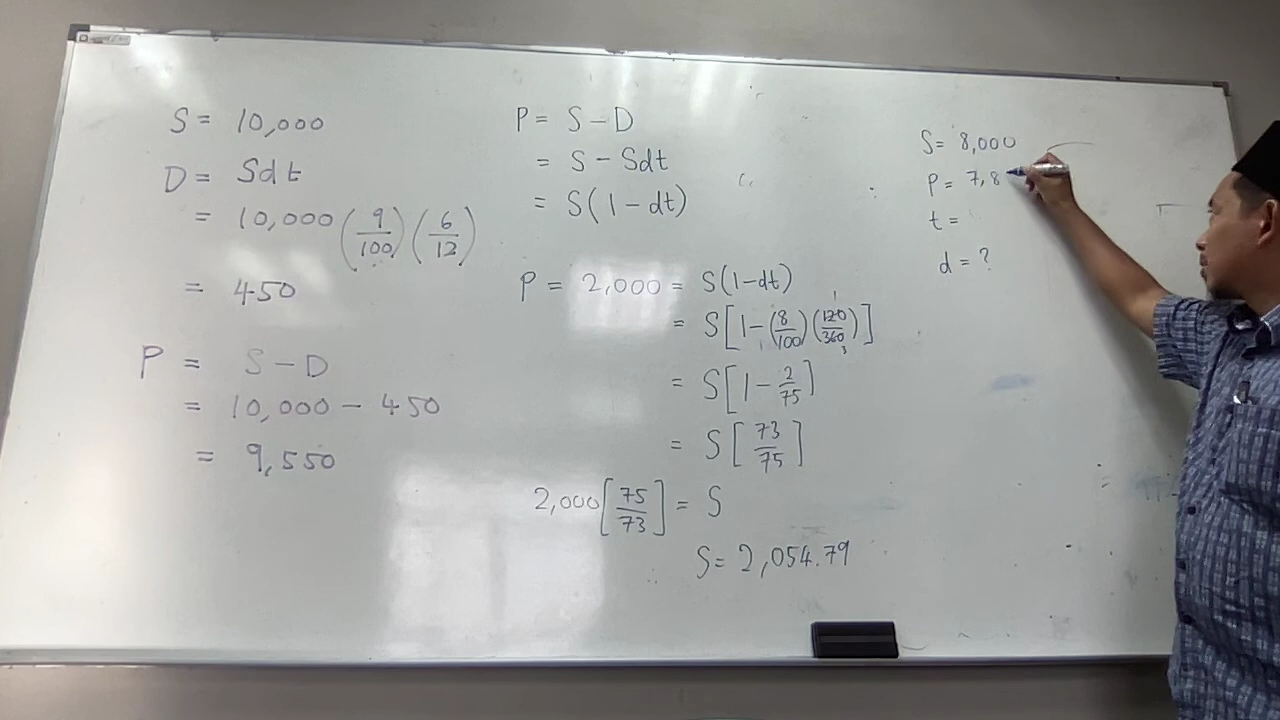 S = 10,000
D = Sdt
= 10,000 (9/100) (6/12)
= 450
P = S - D
= 10,000 - 450
= 9,550
P = S - D
= S - Sdt
= S(1 - dt)
P = 2,000 = S(1-dt)
= S[1-(8/100)(120/360)]
1
3
= S[1 - 2/75]
= S[73/75]
2,000[75/73] = S
S = 2,054.79
S = 8,000
P = 7,8
t =
d = ?